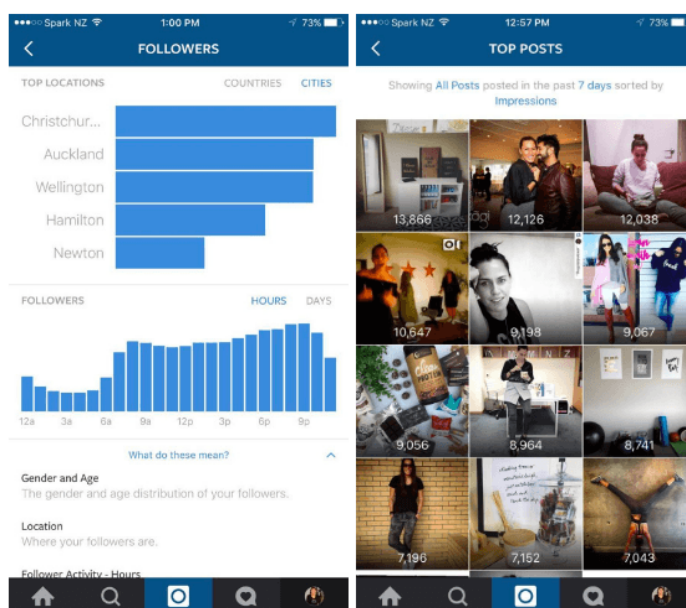 Spark NZ 1:00 PM 73%
FOLLOWERS
TOP LOCATIONS COUNTRIES CITIES
Christchur...
Auckland
Wellington
Hamilton
Newton
FOLLOWERS HOURS DAYS
12a 3a 6a 9a 12p 3p 6p 9p
What do these mean?
Gender and Age
The gender and age distribution of your followers.
Location
Where your followers are.
Follower Activity - Hours
Spark NZ 12:57 PM 73%
TOP POSTS
Showing All Posts posted in the past 7 days sorted by
Impressions
13,866 12,126 12,038
10,647 9,198 9,067
9,056 8,964 8,741
7,196 7,152 7,043